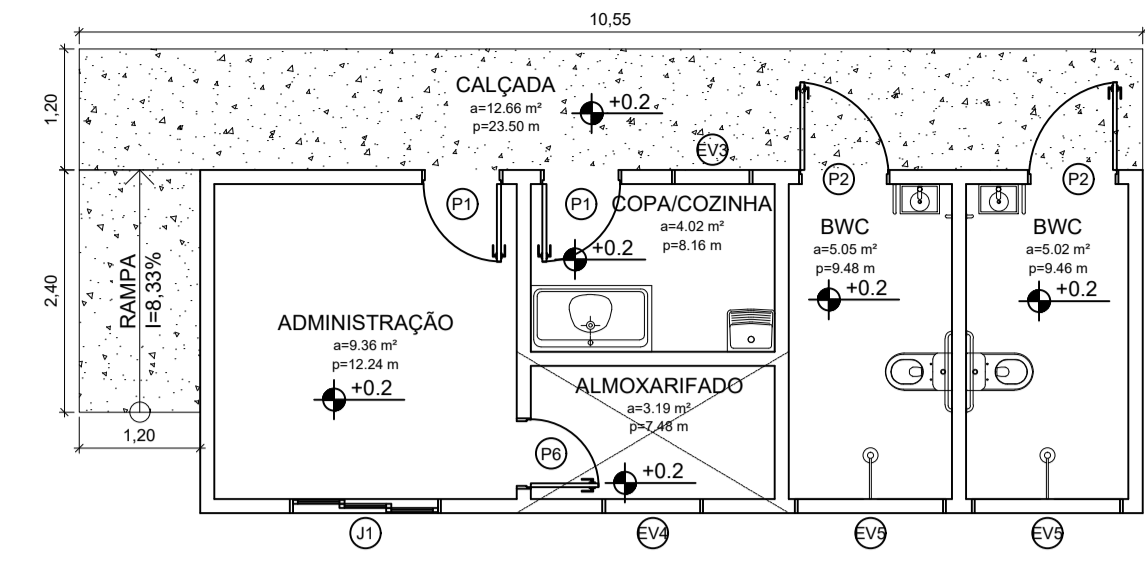 10,55
1,20
CALÇADA
a=12.66 m²
p=23.50 m
+0.2
EV3
P1
P1
P2
P2
COPA/COZINHA
a=4.02 m²
p=8.16 m
+0.2
BWC
a=5.05 m²
p=9.48 m
+0.2
BWC
a=5.02 m²
p=9.46 m
+0.2
2,40
RAMPA
I=8,33%
ADMINISTRAÇÃO
a=9.36 m²
p=12.24 m
+0.2
ALMOXARIFADO
a=3.19 m²
p=7.48 m
+0.2
1,20
P6
J1
EV4
EV5
EV5